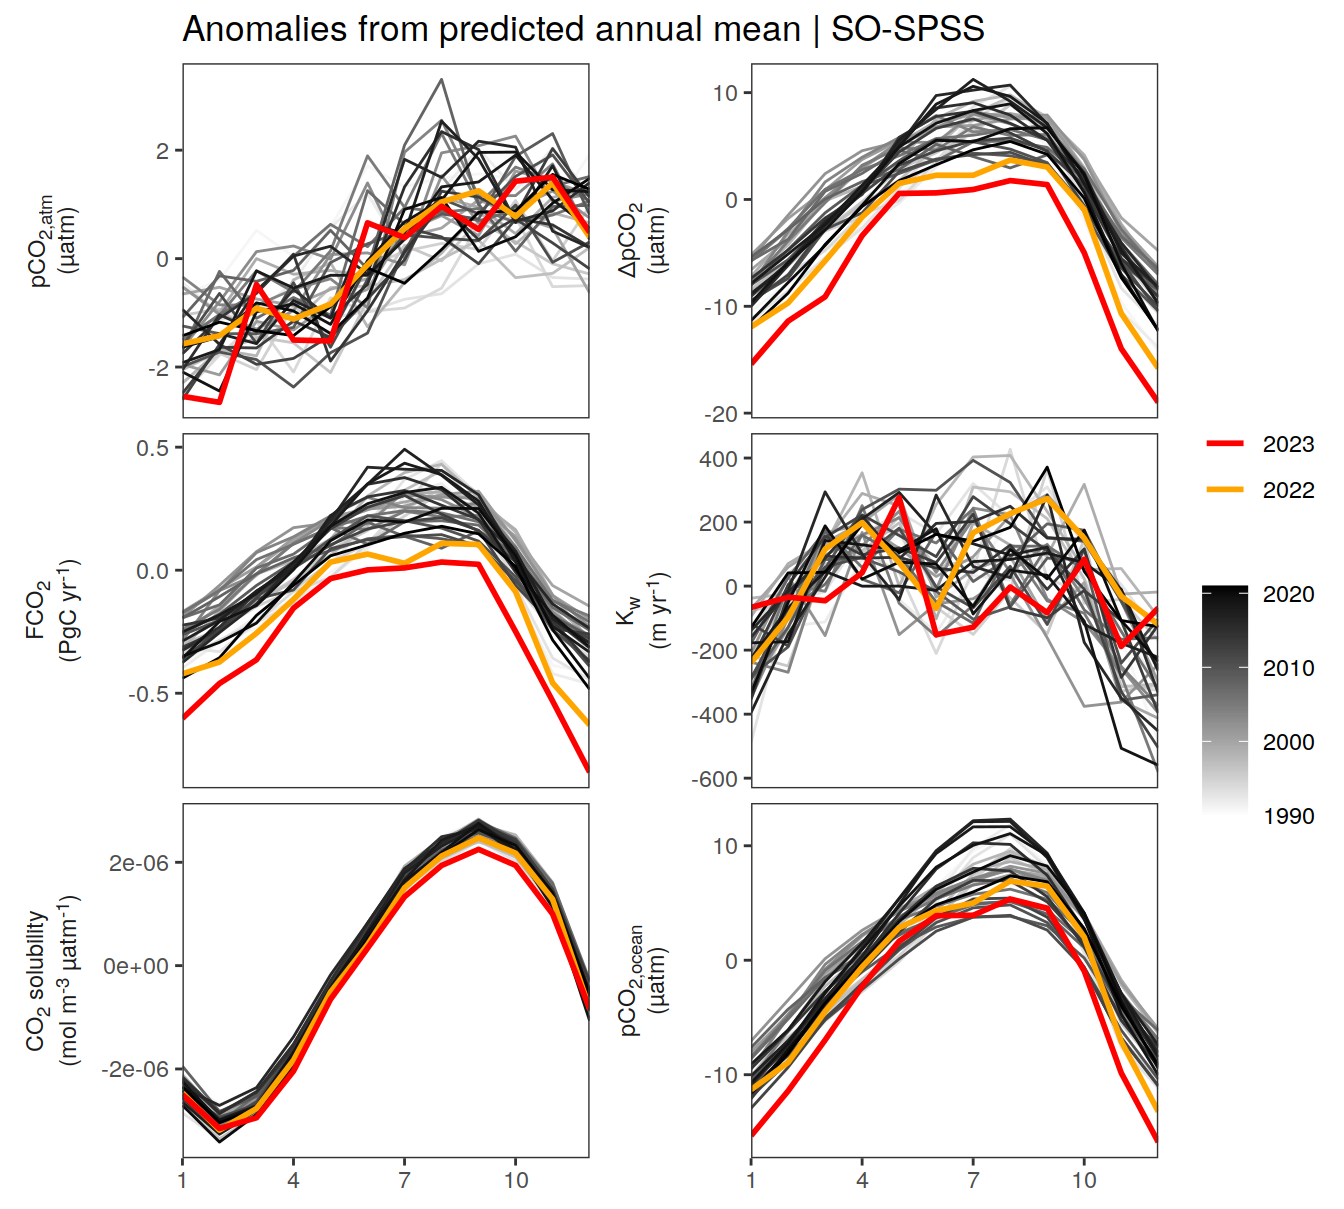 Anomalies from predicted annual mean | SO-SPSS
pCO2,atm
(µatm)
2
0
-2
ΔpCO2
(µatm)
10
0
-10
-20
FCO2
(PgC yr-1)
0.5
0.0
-0.5
Kw
(m yr-1)
400
200
0
-200
-400
-600
CO2 solubility
(mol m-3 µatm-1)
2e-06
0e+00
-2e-06
1
4
7
10
pCO2,ocean
(µatm)
10
0
-10
1
4
7
10
2023
2022
2020
2010
2000
1990